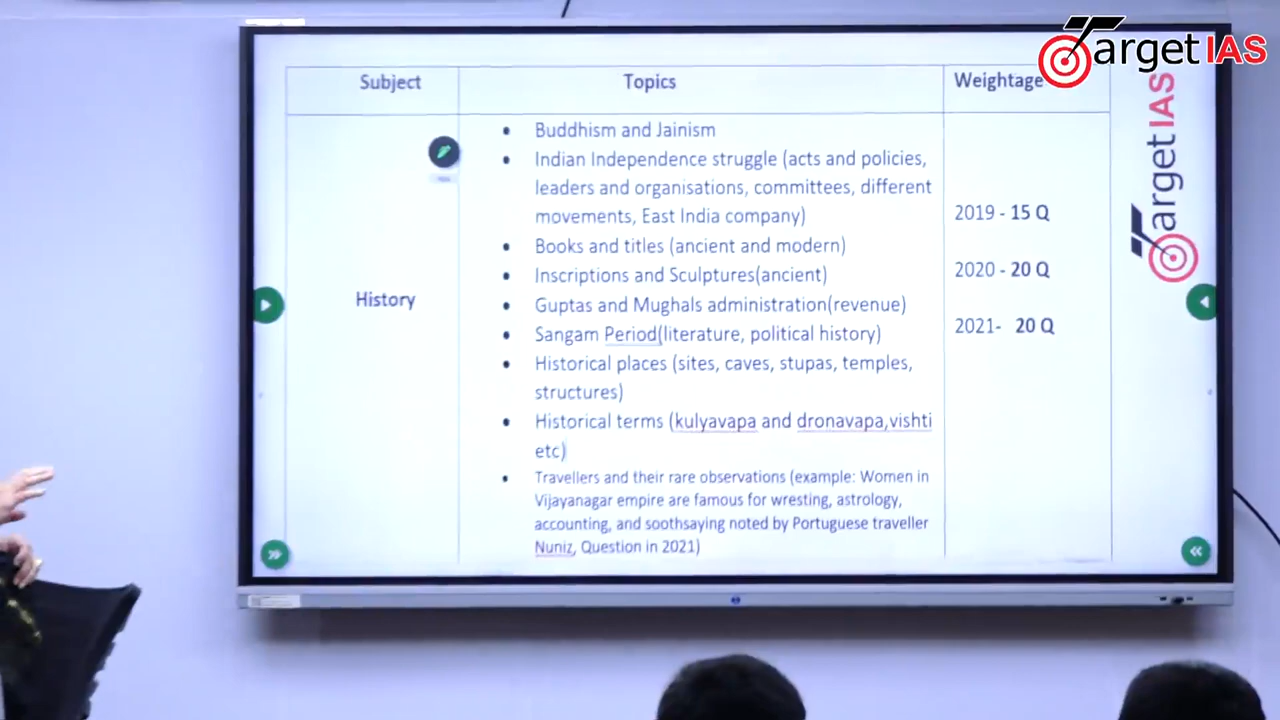 Target IAS
Subject
Topics
Weightage
Target IAS
History
• Buddhism and Jainism
• Indian Independence struggle (acts and policies,
leaders and organisations, committees, different
movements, East India company)
• Books and titles (ancient and modern)
• Inscriptions and Sculptures(ancient)
• Guptas and Mughals administration(revenue)
• Sangam Period(literature, political history)
• Historical places (sites, caves, stupas, temples,
structures)
• Historical terms (kulyavapa and dronavapa,vishti
etc)
• Travellers and their rare observations (example: Women in
Vijayanagar empire are famous for wresting, astrology,
accounting, and soothsaying noted by Portuguese traveller
Nuniz, Question in 2021)
2019 - 15 Q
2020 - 20 Q
2021- 20 Q